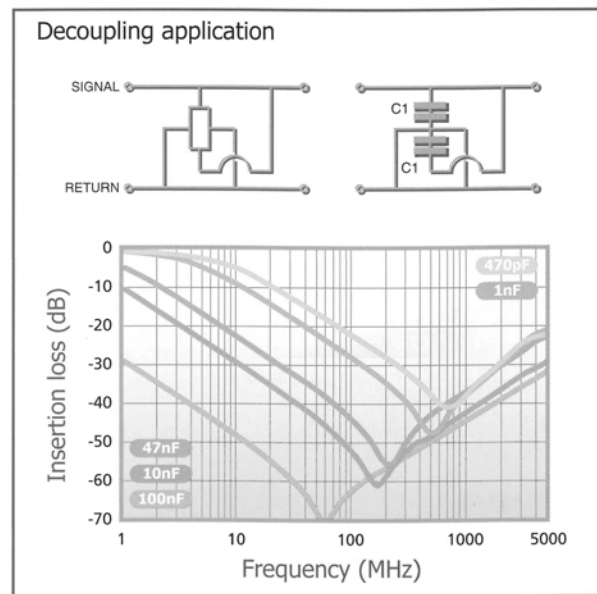 Decoupling application
SIGNAL
RETURN
C1
C1
0
-10
-20
-30
-40
-50
-60
-70
Insertion loss (dB)
470pF
1nF
47nF
10nF
100nF
1
10
100
1000
5000
Frequency (MHz)